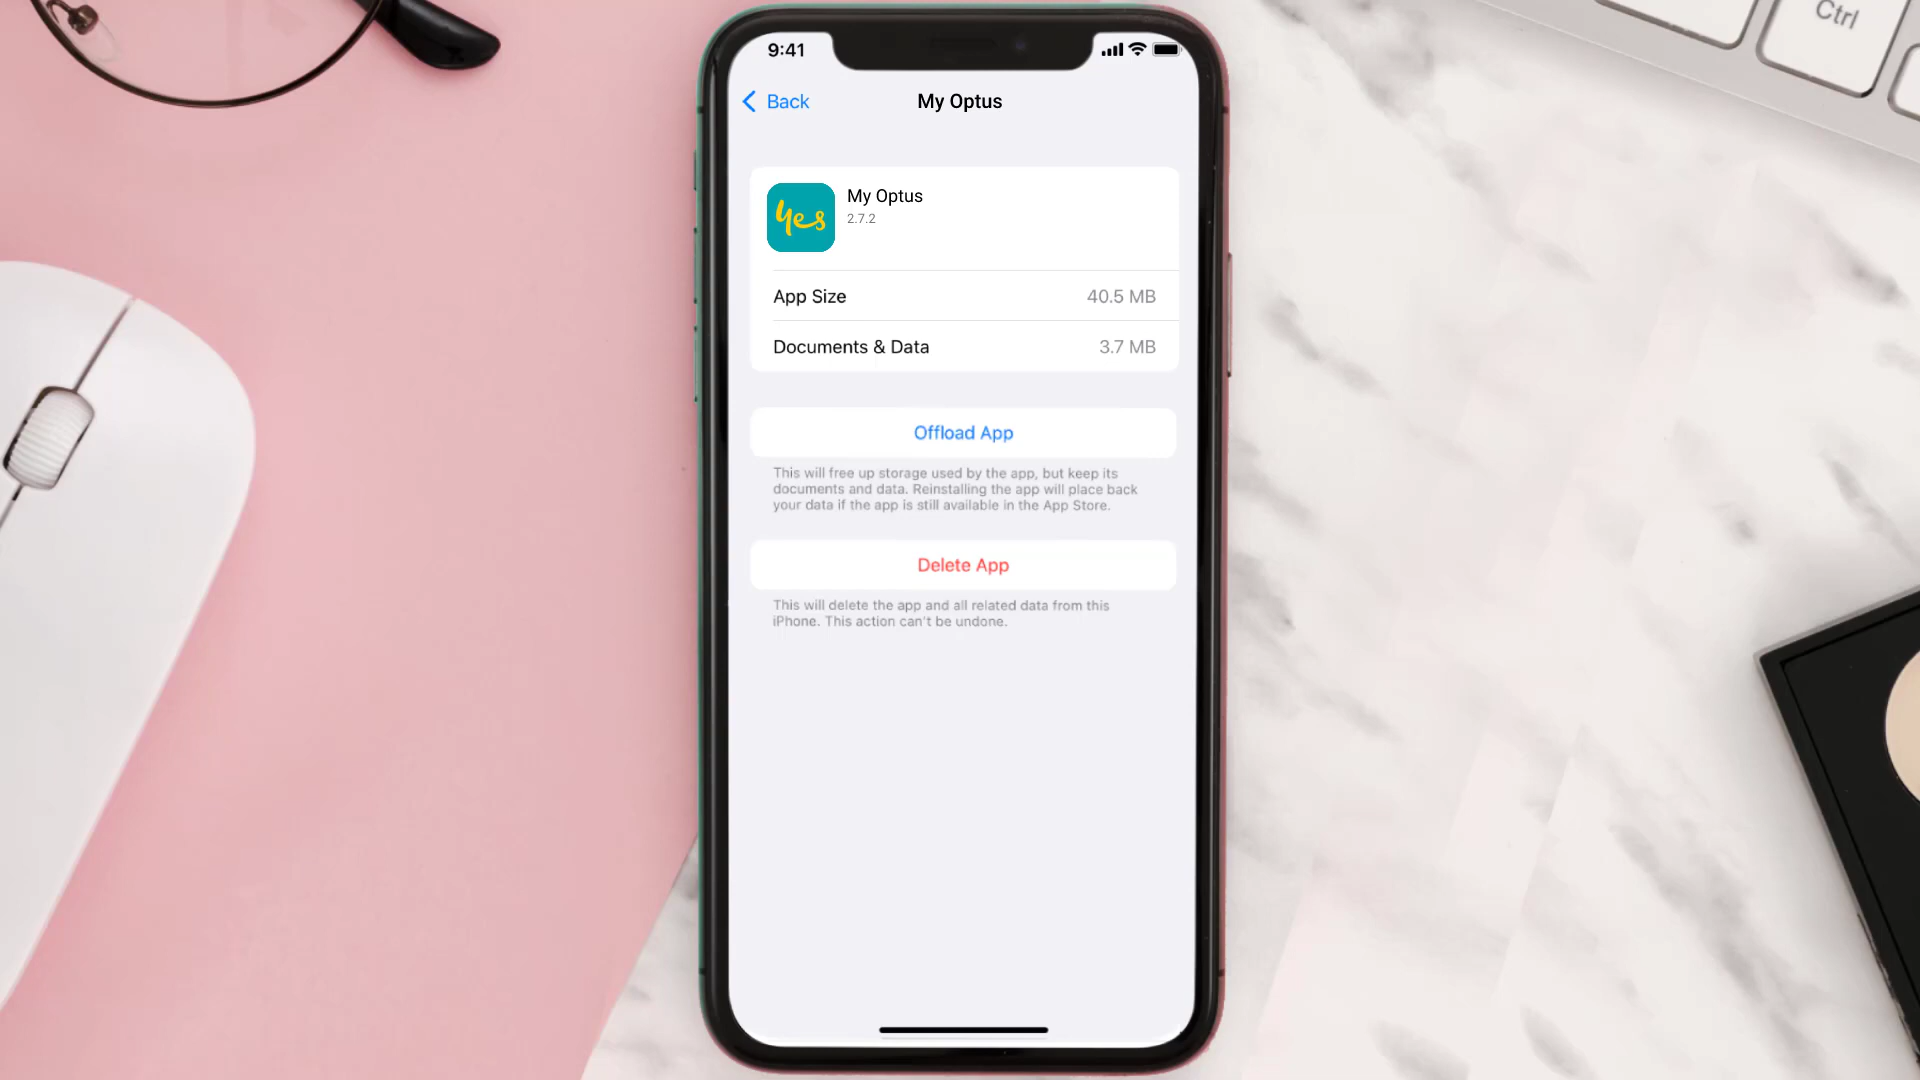 Ctrl
9:41
Back
My Optus
yes
My Optus
2.7.2
App Size
40.5 MB
Documents & Data
3.7 MB
Offload App
This will free up storage used by the app, but keep its
documents and data. Reinstalling the app will place back
your data if the app is still available in the App Store.
Delete App
This will delete the app and all related data from this
iPhone. This action can't be undone.